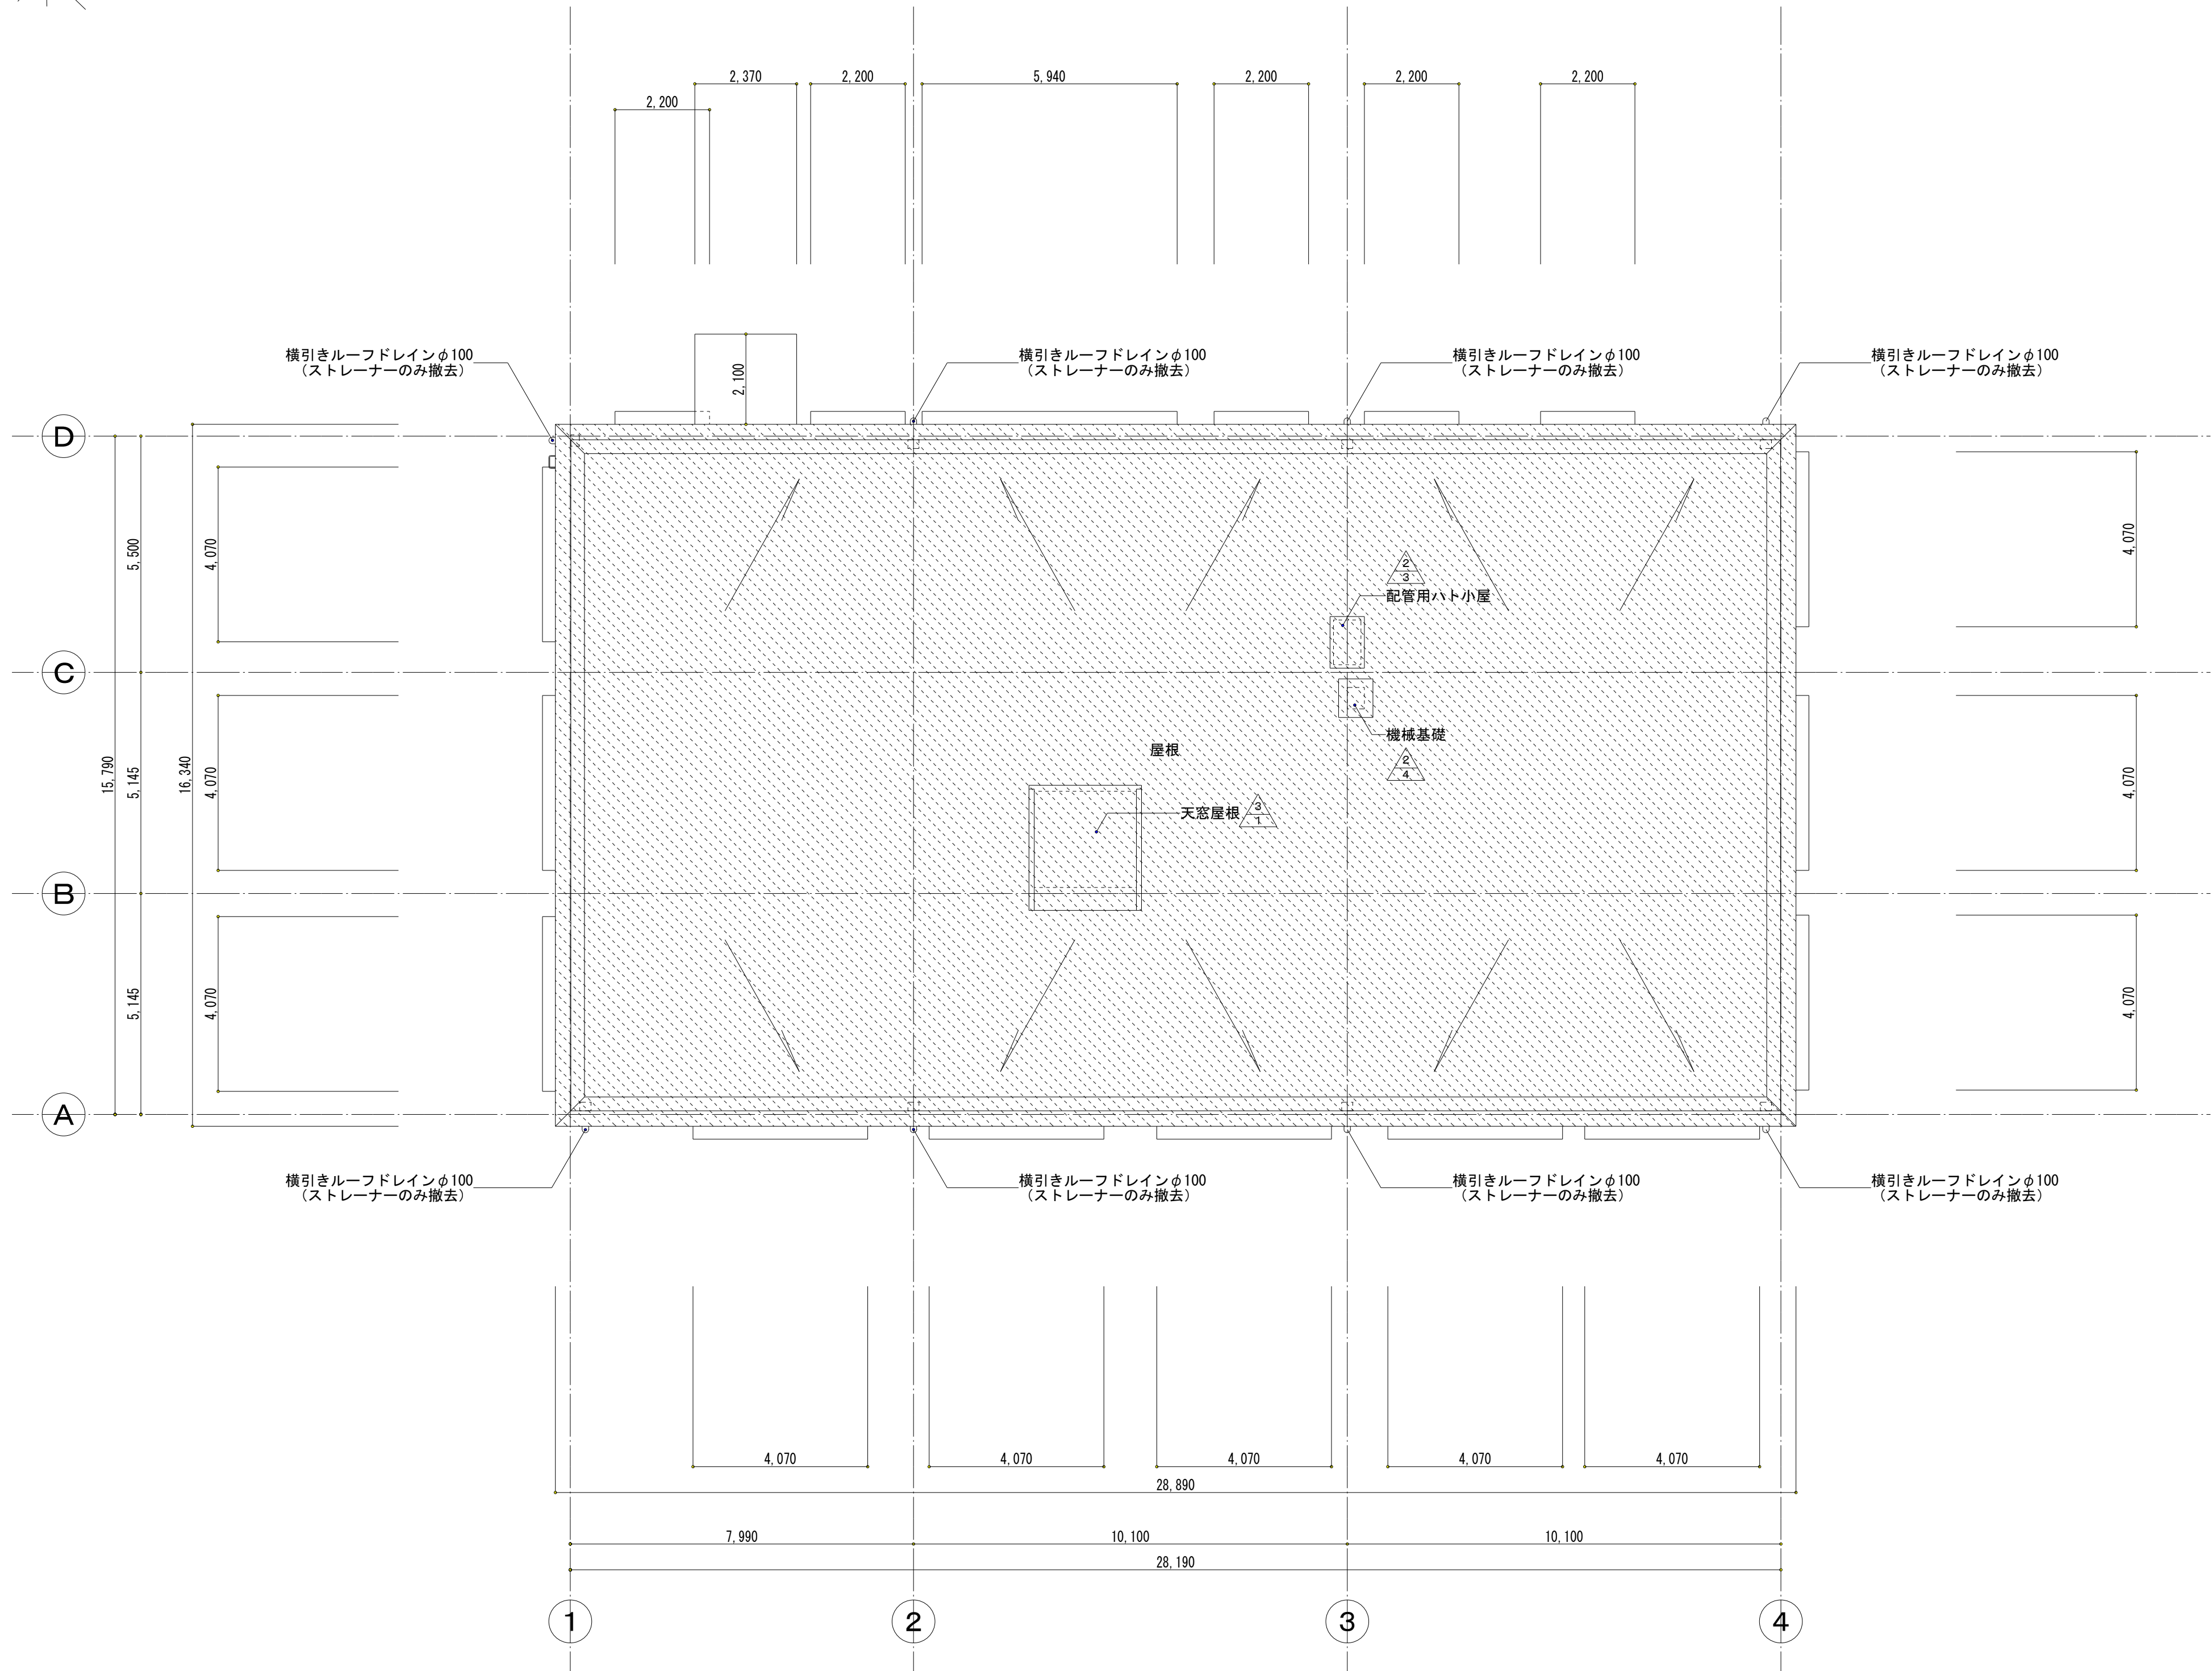 2,370
2,200
5,940
2,200
2,200
2,200
2,200
横引きルーフドレインφ100
（ストレーナーのみ撤去）
横引きルーフドレインφ100
（ストレーナーのみ撤去）
横引きルーフドレインφ100
（ストレーナーのみ撤去）
横引きルーフドレインφ100
（ストレーナーのみ撤去）
2,100
D
5,500
4,070
4,070
2
3
配管用ハト小屋
C
機械基礎
2
4
屋根
15,790
5,145
16,340
4,070
4,070
天窓屋根
3
1
B
5,145
4,070
4,070
A
横引きルーフドレインφ100
（ストレーナーのみ撤去）
横引きルーフドレインφ100
（ストレーナーのみ撤去）
横引きルーフドレインφ100
（ストレーナーのみ撤去）
横引きルーフドレインφ100
（ストレーナーのみ撤去）
4,070
4,070
4,070
4,070
4,070
28,890
7,990
10,100
10,100
28,190
1
2
3
4